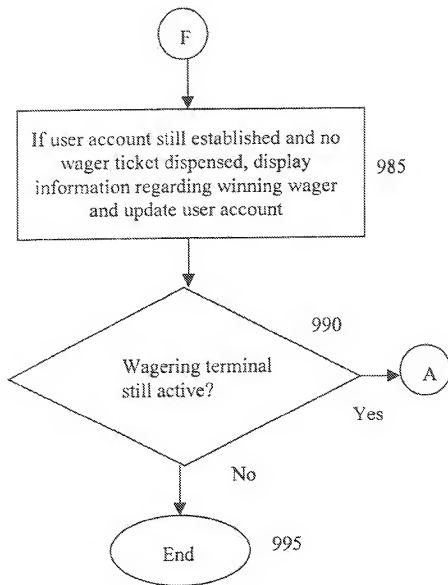 F
If user account still established and no
wager ticket dispensed, display
information regarding winning wager
and update user account
985
990
Wagering terminal
still active?
A
Yes
No
End
995